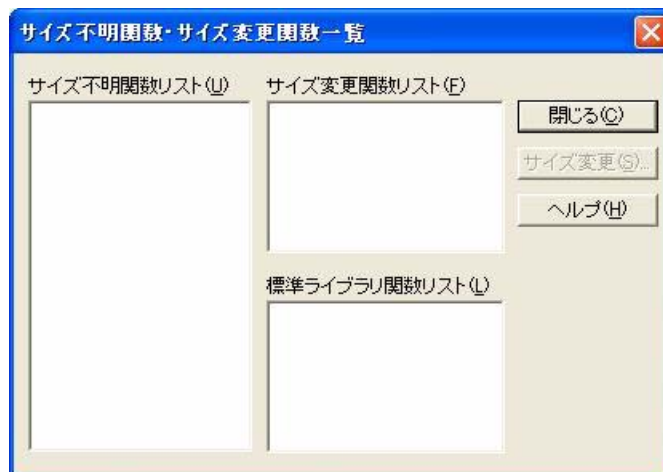 サイズ不明関数・サイズ変更関数一覧
サイズ不明関数リスト(U)
サイズ変更関数リスト(F)
閉じる(C)
サイズ変更(S)...
ヘルプ(H)
標準ライブラリ関数リスト(L)